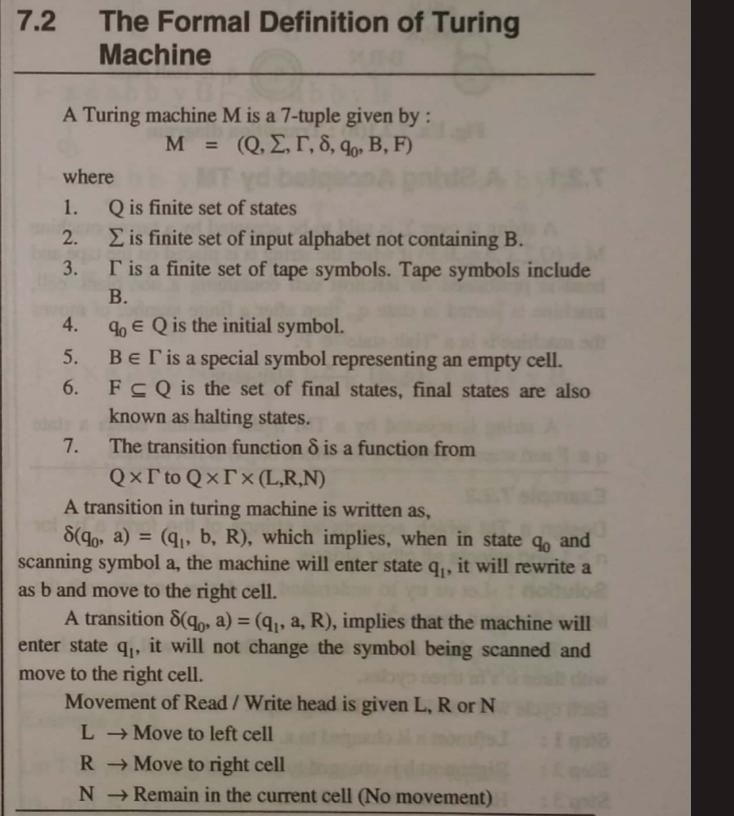 7.2 The Formal Definition of Turing
Machine
A Turing machine M is a 7-tuple given by :
M = (Q, Σ, Γ, δ, q₀, B, F)
where
1. Q is finite set of states
2. Σ is finite set of input alphabet not containing B.
3. Γ is a finite set of tape symbols. Tape symbols include
B.
4. q₀ ∈ Q is the initial symbol.
5. B ∈ Γ is a special symbol representing an empty cell.
6. F ⊆ Q is the set of final states, final states are also
known as halting states.
7. The transition function δ is a function from
Q × Γ to Q × Γ × (L,R,N)
A transition in turing machine is written as,
δ(q₀, a) = (q₁, b, R), which implies, when in state q₀ and
scanning symbol a, the machine will enter state q₁, it will rewrite a
as b and move to the right cell.
A transition δ(q₀, a) = (q₁, a, R), implies that the machine will
enter state q₁, it will not change the symbol being scanned and
move to the right cell.
Movement of Read / Write head is given L, R or N
L → Move to left cell
R → Move to right cell
N → Remain in the current cell (No movement)